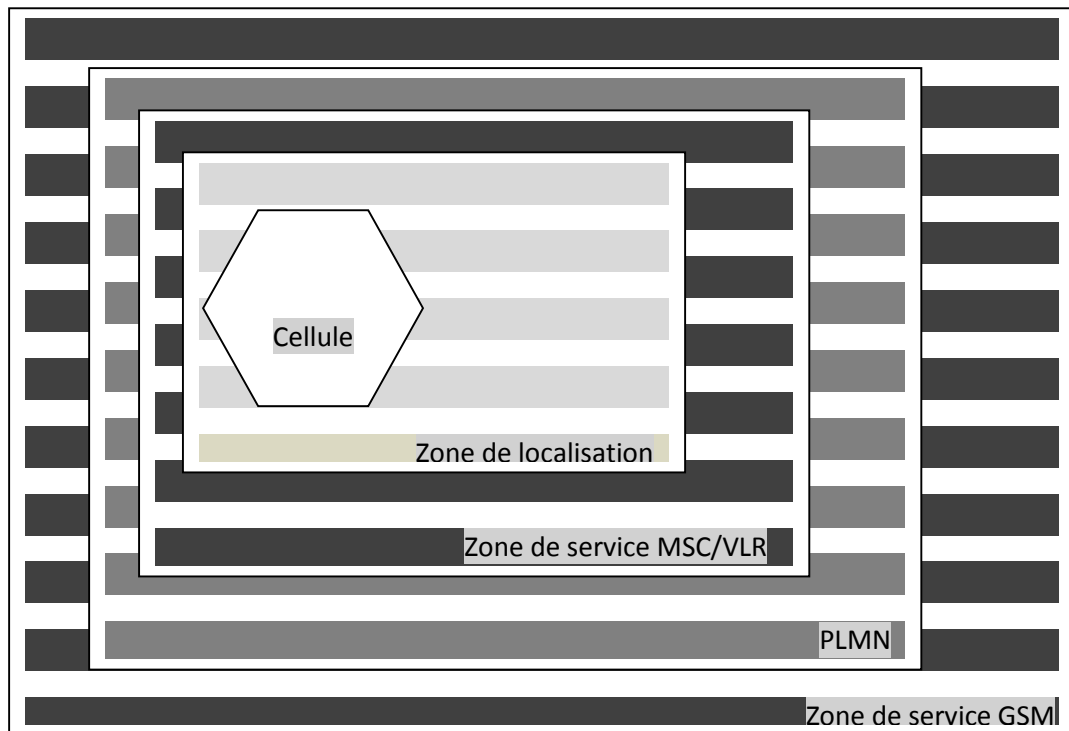 Cellule
Zone de localisation
Zone de service MSC/VLR
PLMN
Zone de service GSM